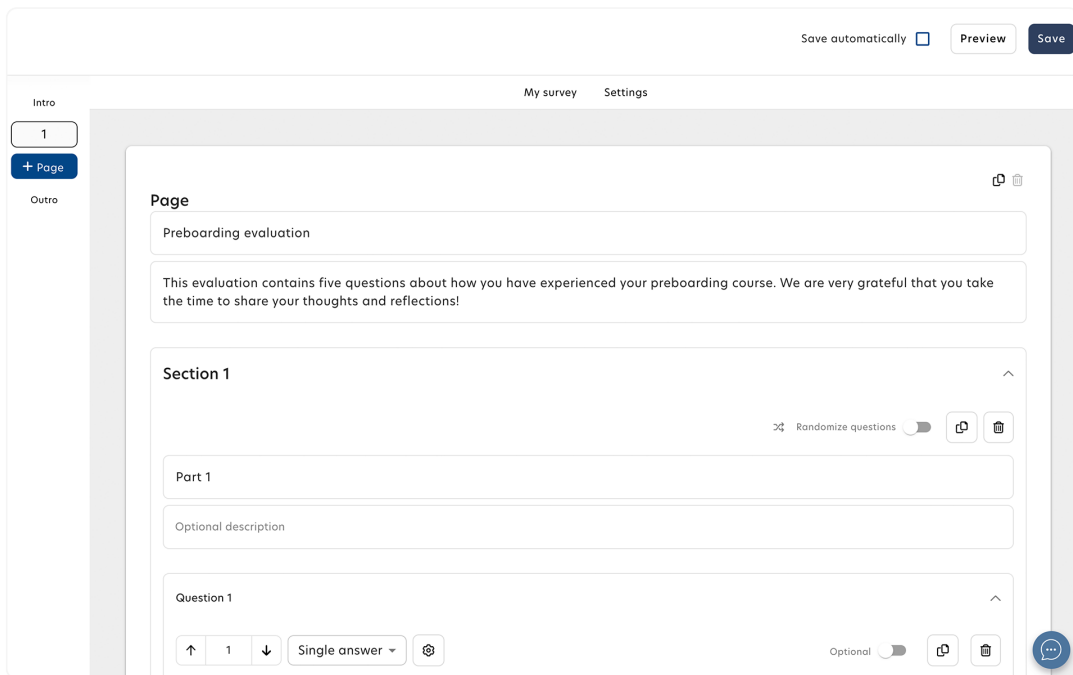 Save automatically
Preview
Save
My survey
Settings
Intro
1
+ Page
Outro
Page
Preboarding evaluation
This evaluation contains five questions about how you have experienced your preboarding course. We are very grateful that you take
the time to share your thoughts and reflections!
Section 1
Randomize questions
Part 1
Optional description
Question 1
1
Single answer
Optional